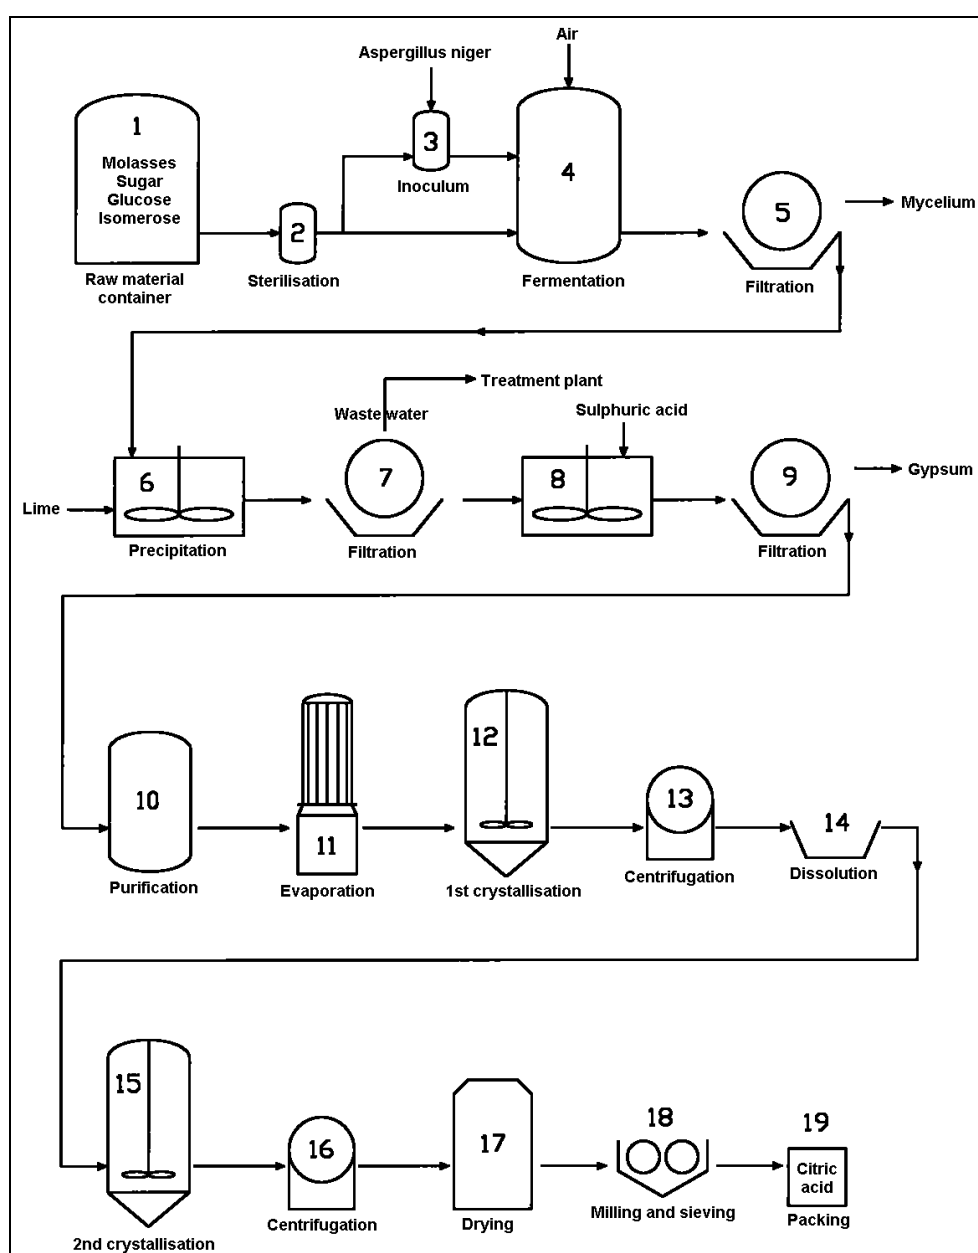 Air
Aspergillus niger
1
Molasses
Sugar
Glucose
Isomerose
Raw material
container
2
Sterilisation
3
Inoculum
4
Fermentation
5
Filtration
Mycelium
Lime
6
Precipitation
Waste water
Treatment plant
7
Filtration
Sulphuric acid
8
9
Filtration
Gypsum
10
Purification
11
Evaporation
12
1st crystallisation
13
Centrifugation
14
Dissolution
15
2nd crystallisation
16
Centrifugation
17
Drying
18
Milling and sieving
19
Citric
acid
Packing